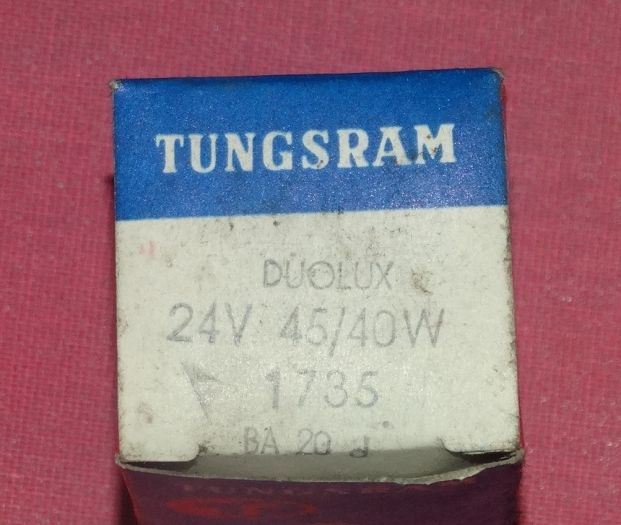 TUNGSRAM
DUOLUX
24V 45/40W
1735
BA 20 d